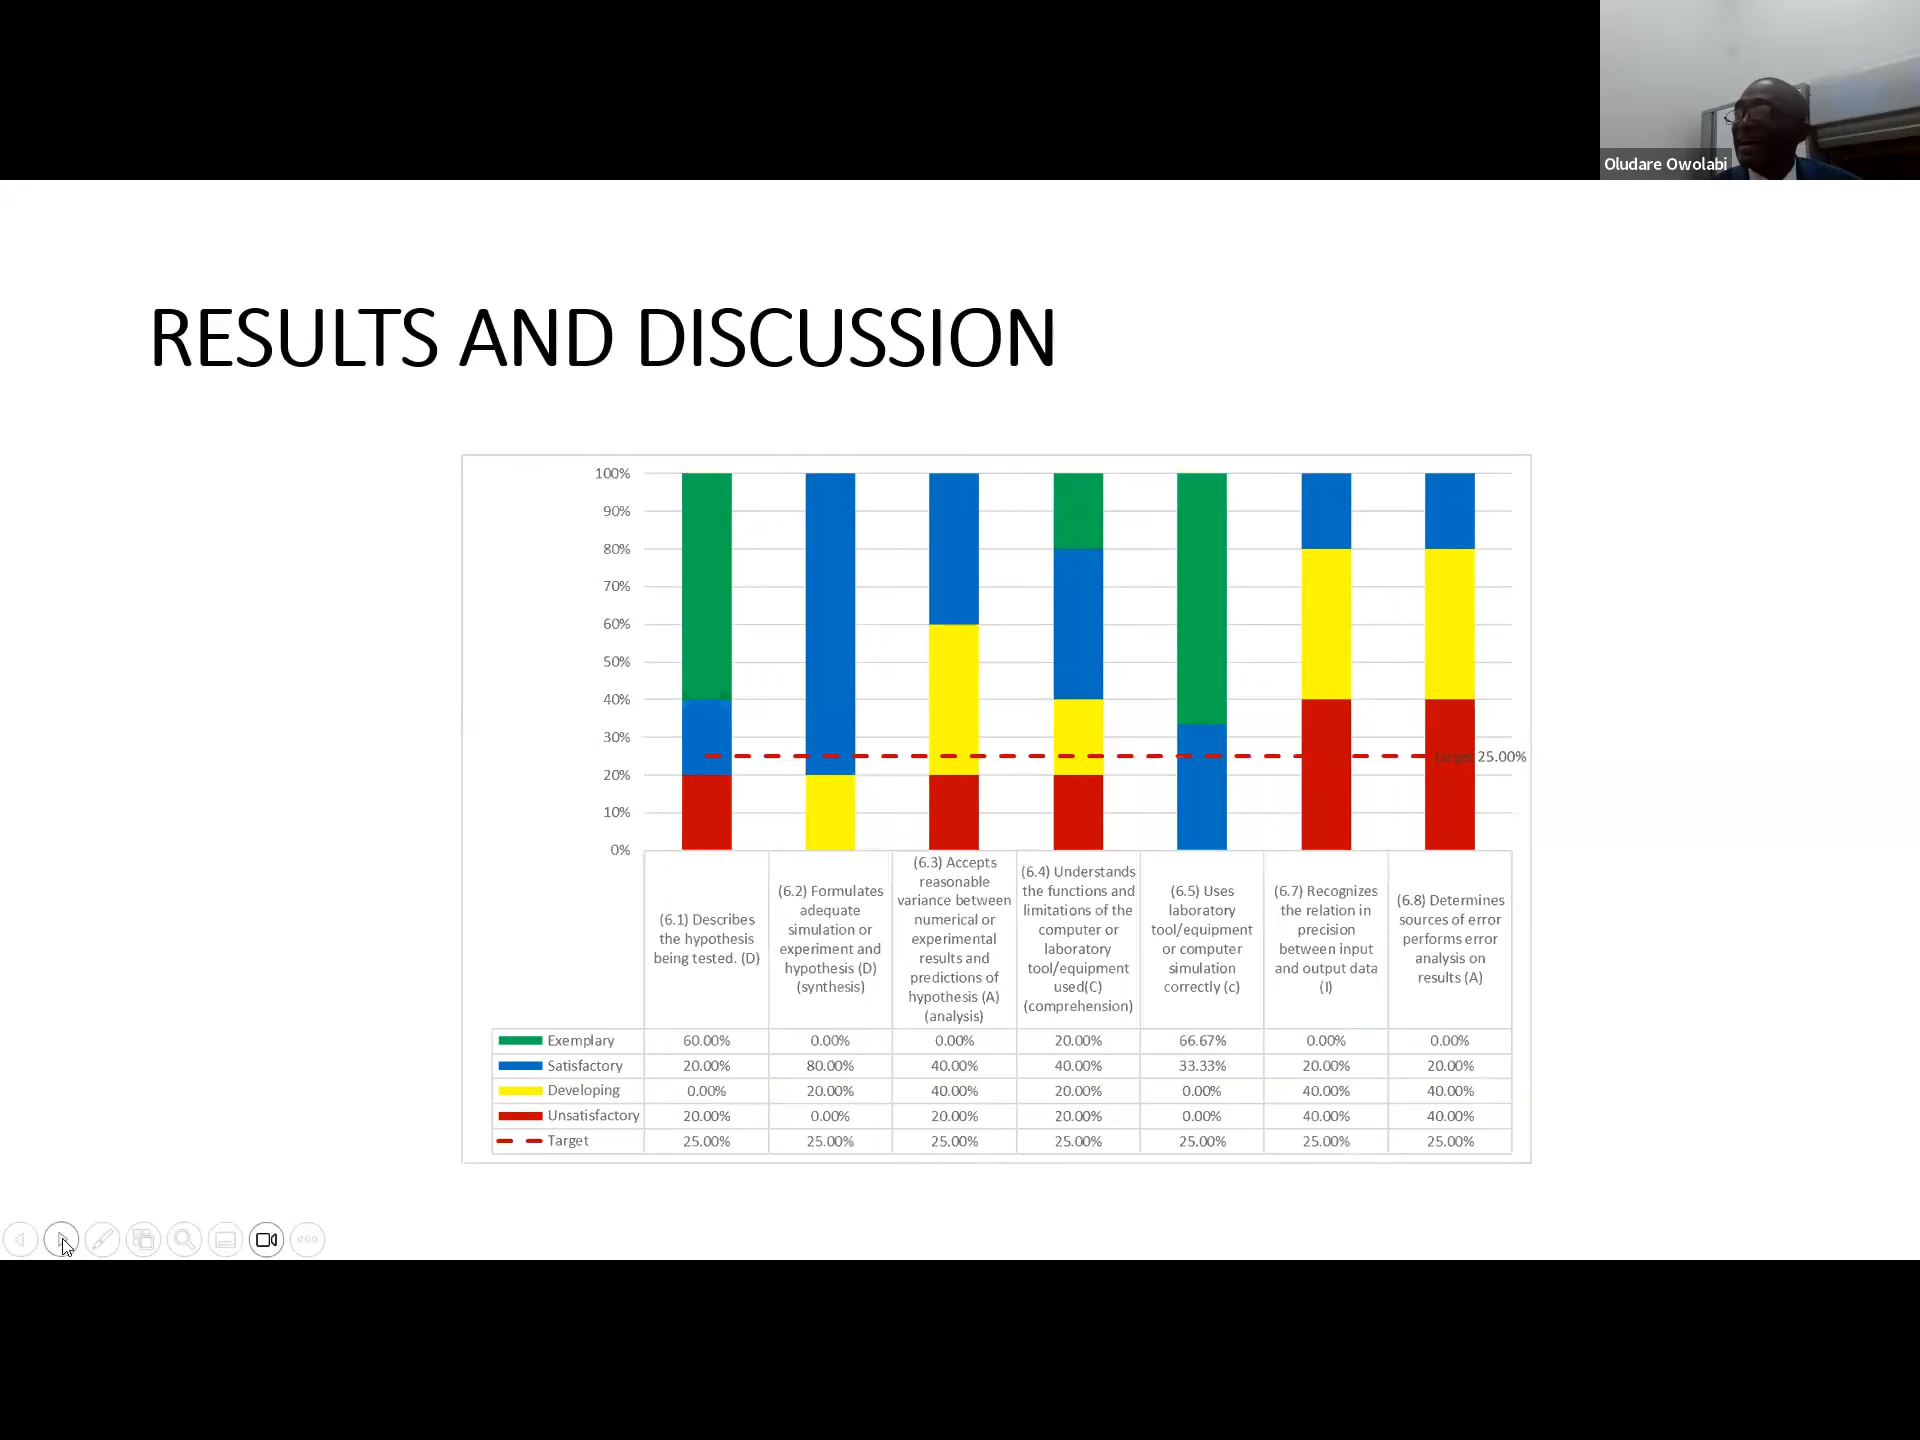 Oludare Owolabi
RESULTS AND DISCUSSION
100%
90%
80%
70%
60%
50%
40%
30%
20%
10%
0%
Target 25.00%
(6.1) Describes
the hypothesis
being tested. (D)
(6.2) Formulates
adequate
simulation or
experiment and
hypothesis (D)
(synthesis)
(6.3) Accepts
reasonable
variance between
numerical or
experimental
results and
predictions of
hypothesis (A)
(analysis)
(6.4) Understands
the functions and
limitations of the
computer or
laboratory
tool/equipment
used(C)
(comprehension)
(6.5) Uses
laboratory
tool/equipment
or computer
simulation
correctly (c)
(6.7) Recognizes
the relation in
precision
between input
and output data
(I)
(6.8) Determines
sources of error
performs error
analysis on
results (A)
Exemplary 60.00% 0.00% 0.00% 20.00% 66.67% 0.00% 0.00%
Satisfactory 20.00% 80.00% 40.00% 40.00% 33.33% 20.00% 20.00%
Developing 0.00% 20.00% 40.00% 20.00% 0.00% 40.00% 40.00%
Unsatisfactory 20.00% 0.00% 20.00% 20.00% 0.00% 40.00% 40.00%
Target 25.00% 25.00% 25.00% 25.00% 25.00% 25.00% 25.00%